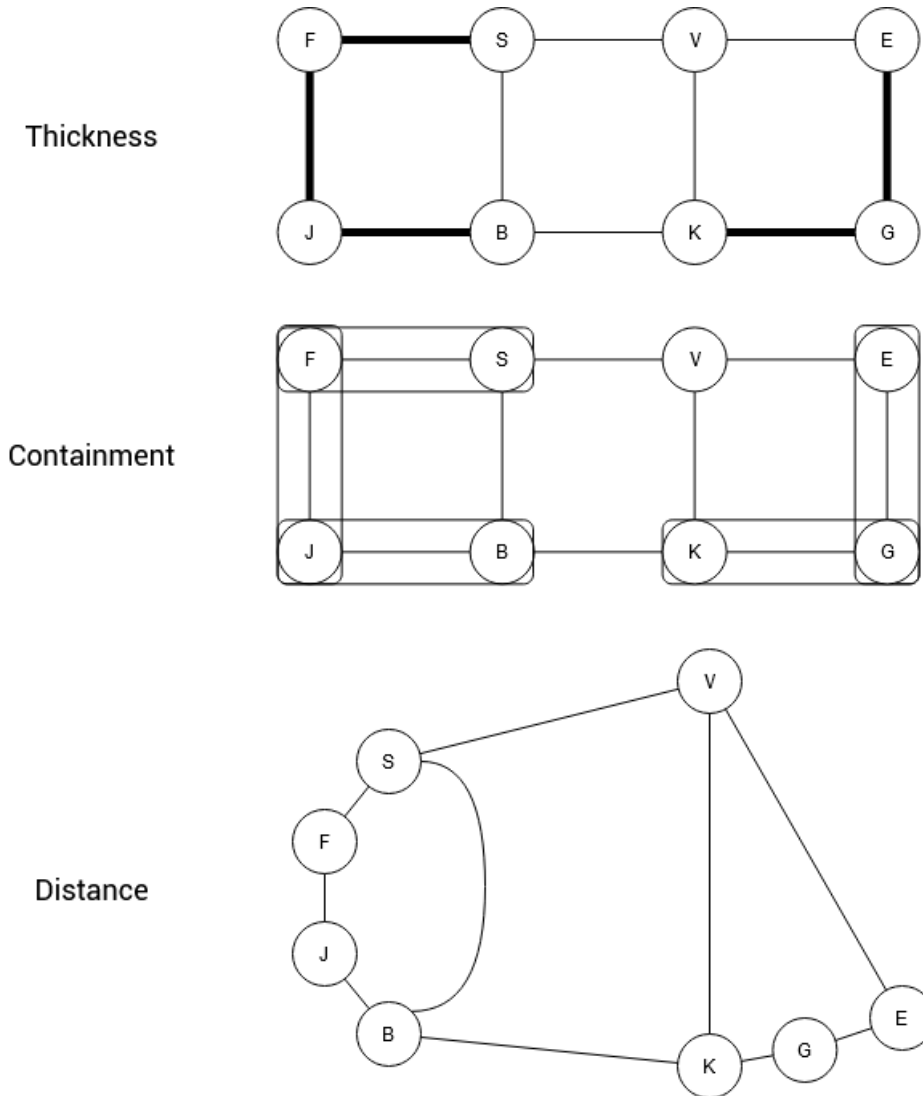 F S V E
Thickness
J B K G
F S V E
Containment
J B K G
V
S
F
Distance
J
B
E
G
K